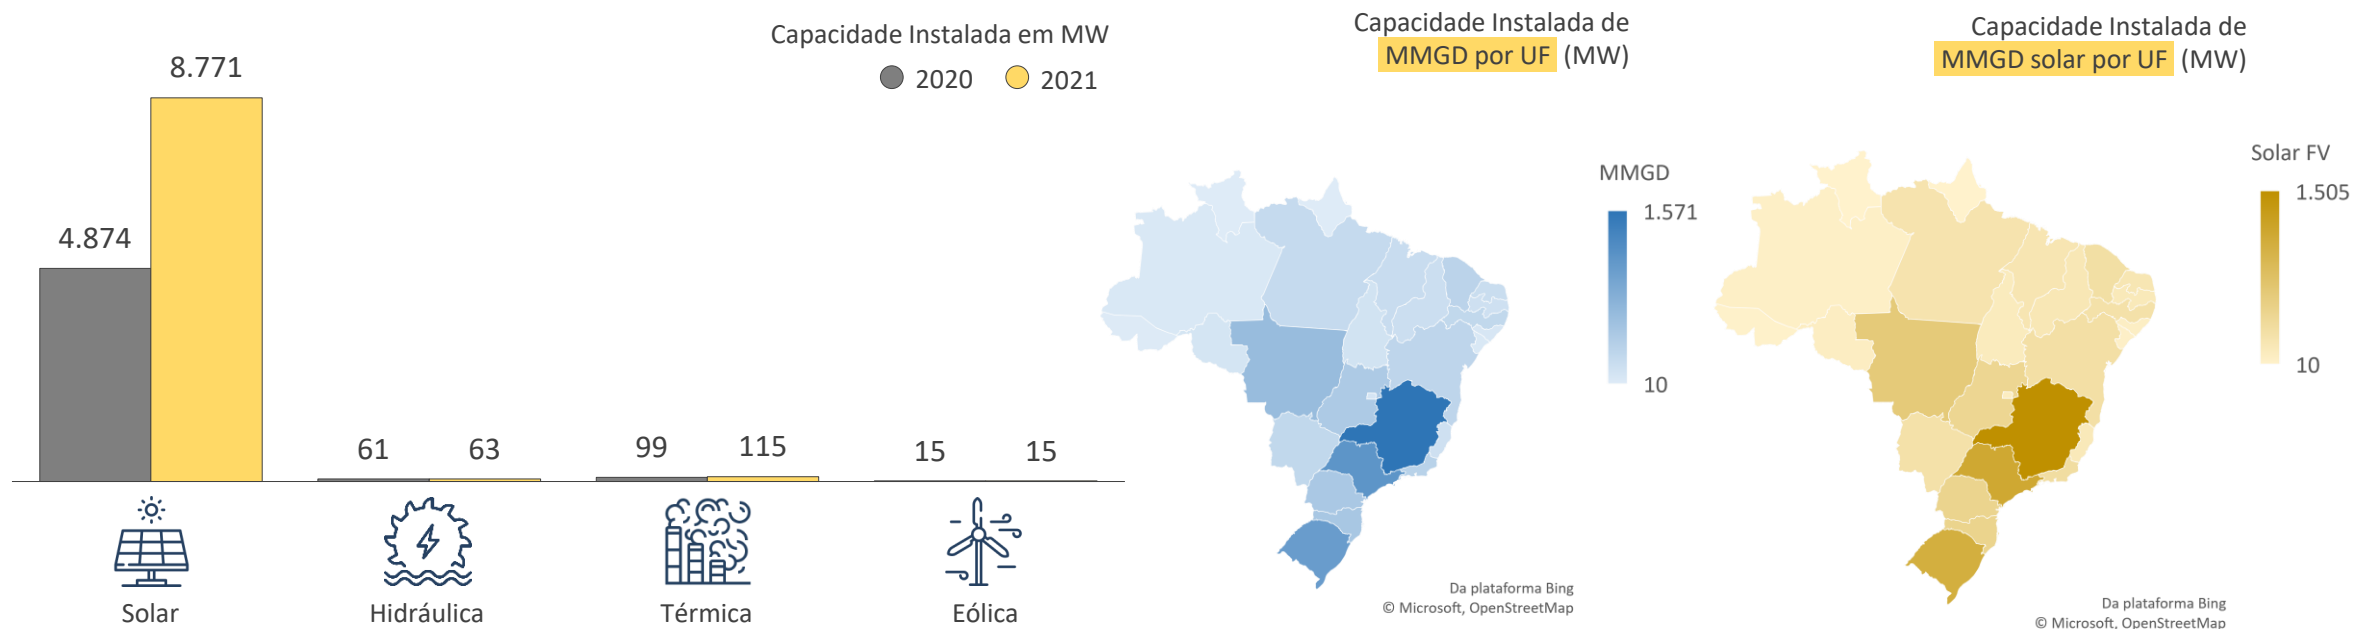 Capacidade Instalada em MW
2020 2021
8.771
4.874
61 63
99 115
15 15
Solar Hidráulica Térmica Eólica
Capacidade Instalada de
MMGD por UF (MW)
MMGD
1.571
10
Da plataforma Bing
© Microsoft, OpenStreetMap
Capacidade Instalada de
MMGD solar por UF (MW)
Solar FV
1.505
10
Da plataforma Bing
© Microsoft, OpenStreetMap